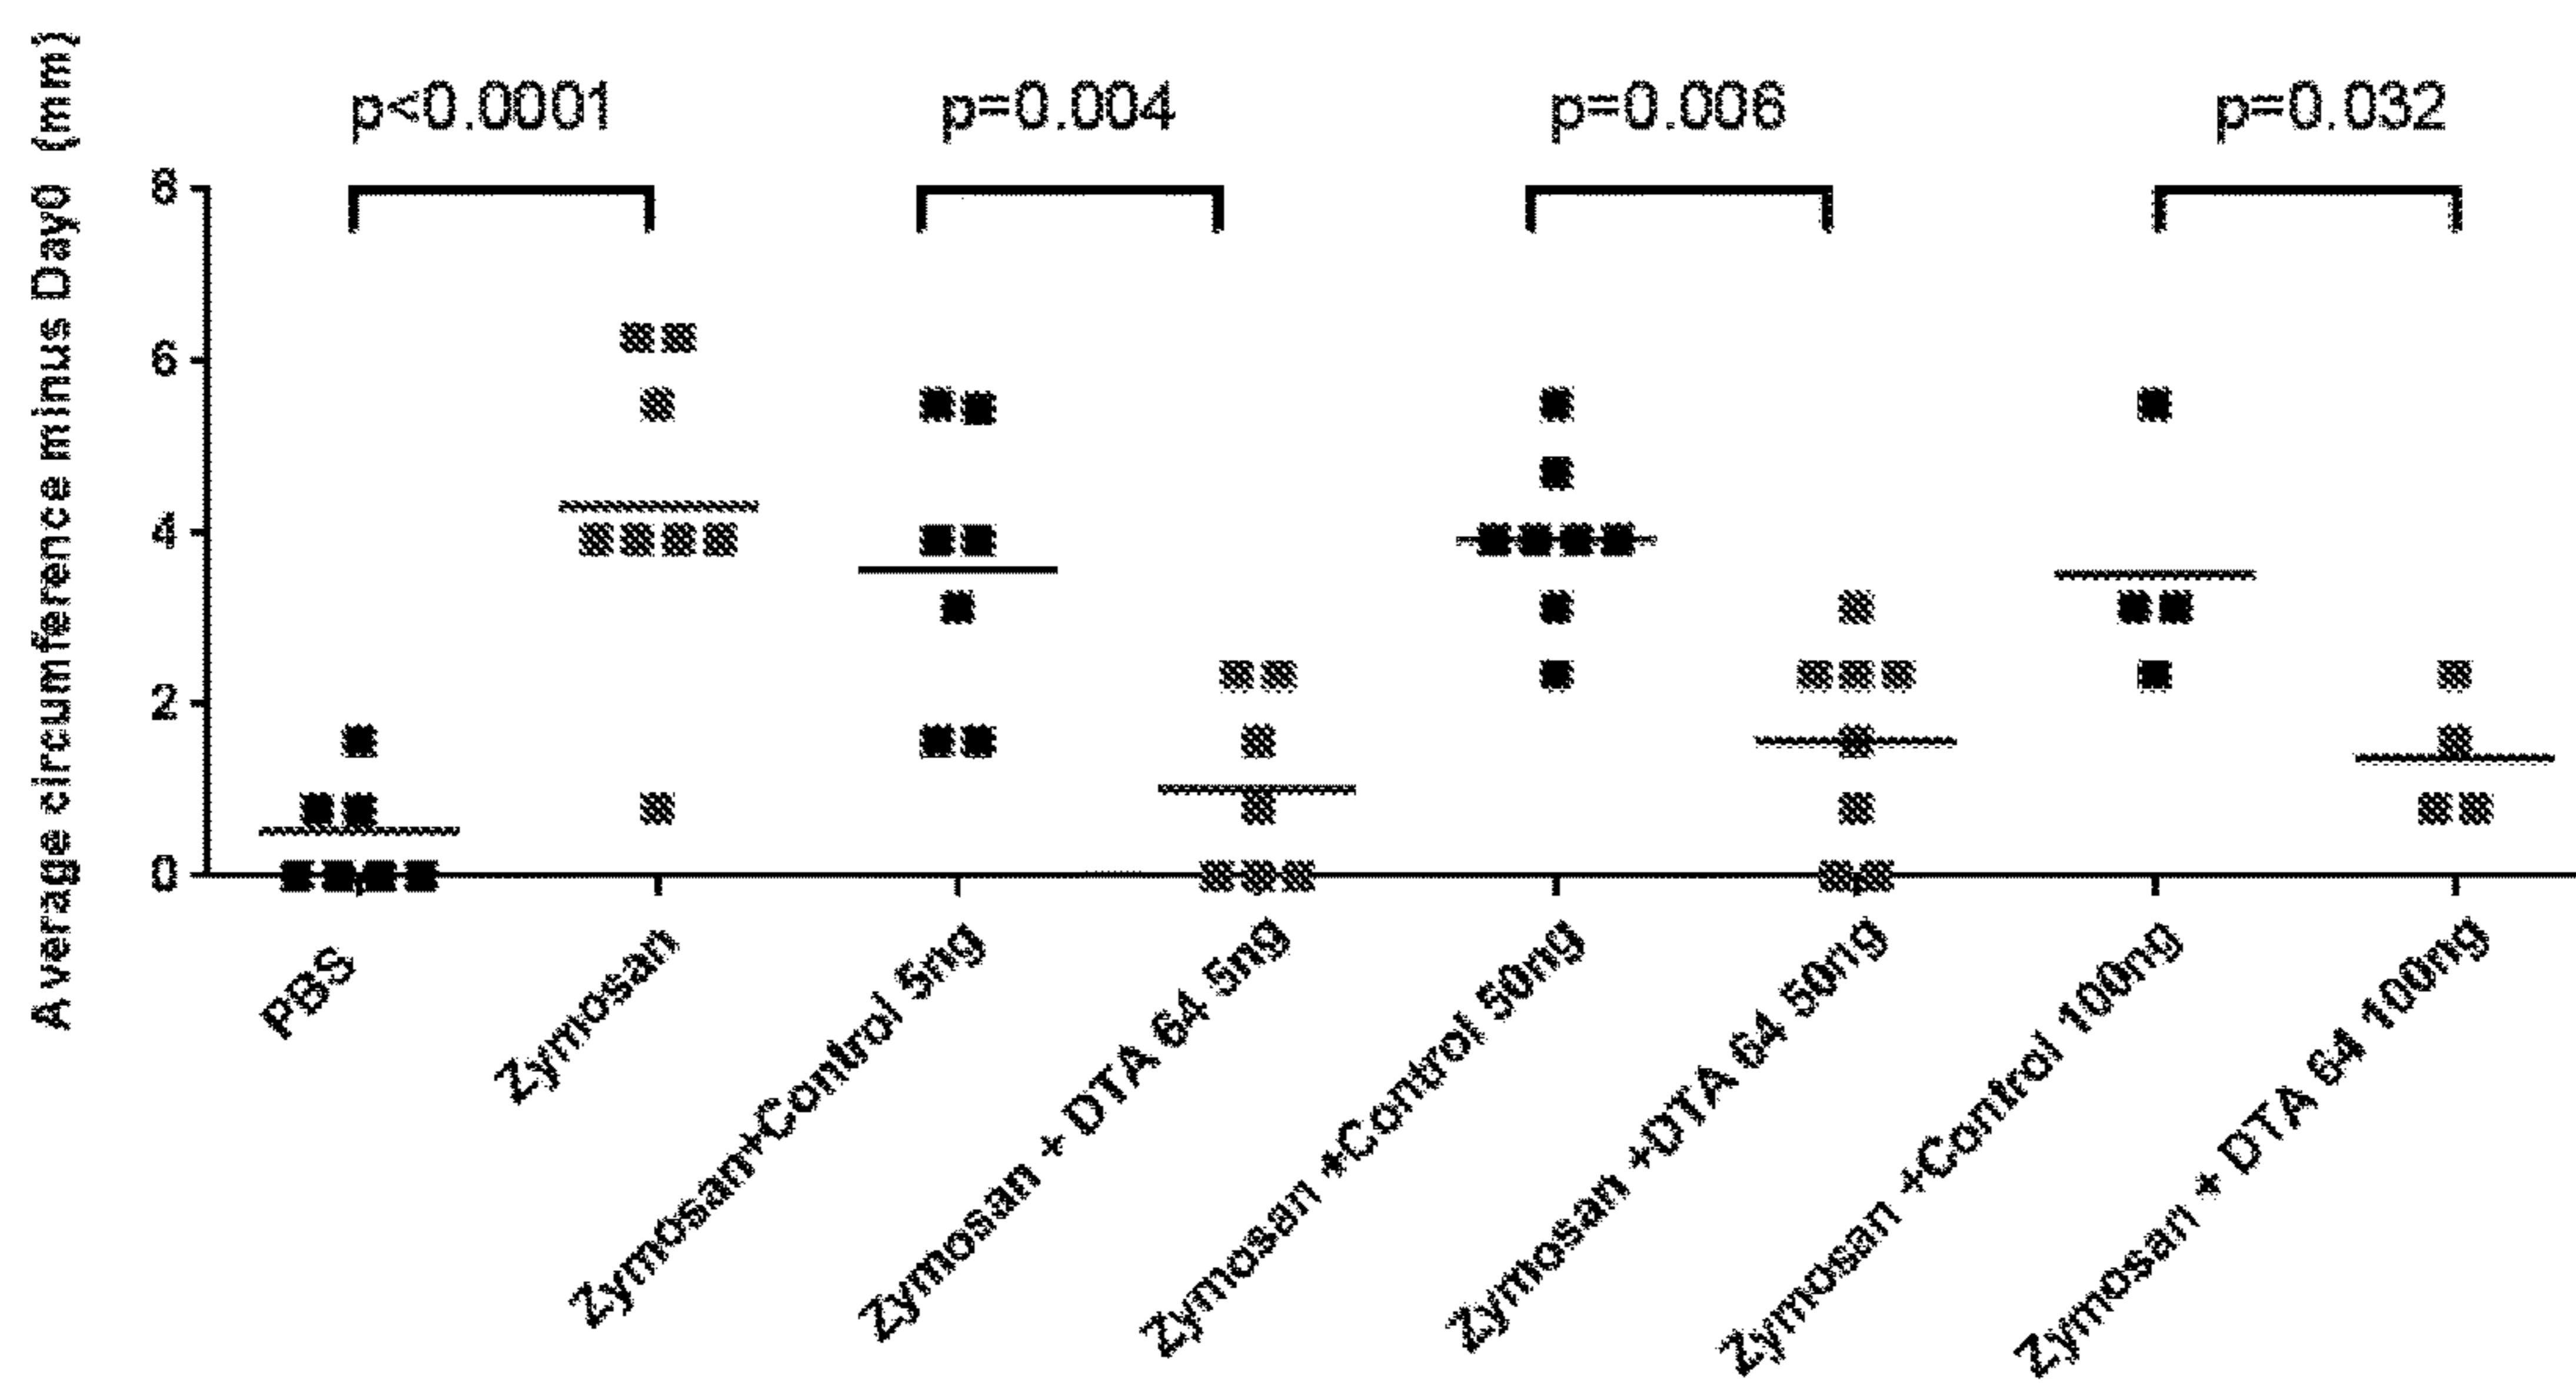 Average circumference minus Day0 (mm)
p<0.0001
p=0.004
p=0.006
p=0.032
8
6
4
2
0
PBS
Zymosan
Zymosan+Control 5ng
Zymosan + DTA 64 5ng
Zymosan +Control 50ng
Zymosan +DTA 64 50ng
Zymosan +Control 100ng
Zymosan + DTA 64 100ng